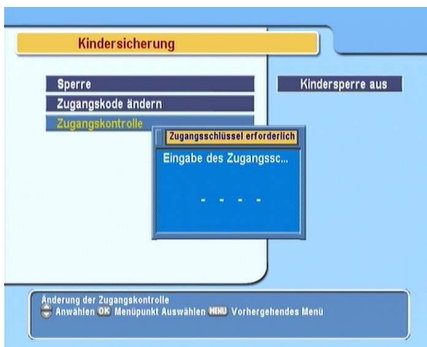 Kindersicherung
Sperre
Kindersperre aus
Zugangskode ändern
Zugangskontrolle
Zugangsschlüssel erforderlich
Eingabe des Zugangssc...
- - - -
Änderung der Zugangskontrolle
Anwählen OK Menüpunkt Auswählen MENU Vorhergehendes Menü